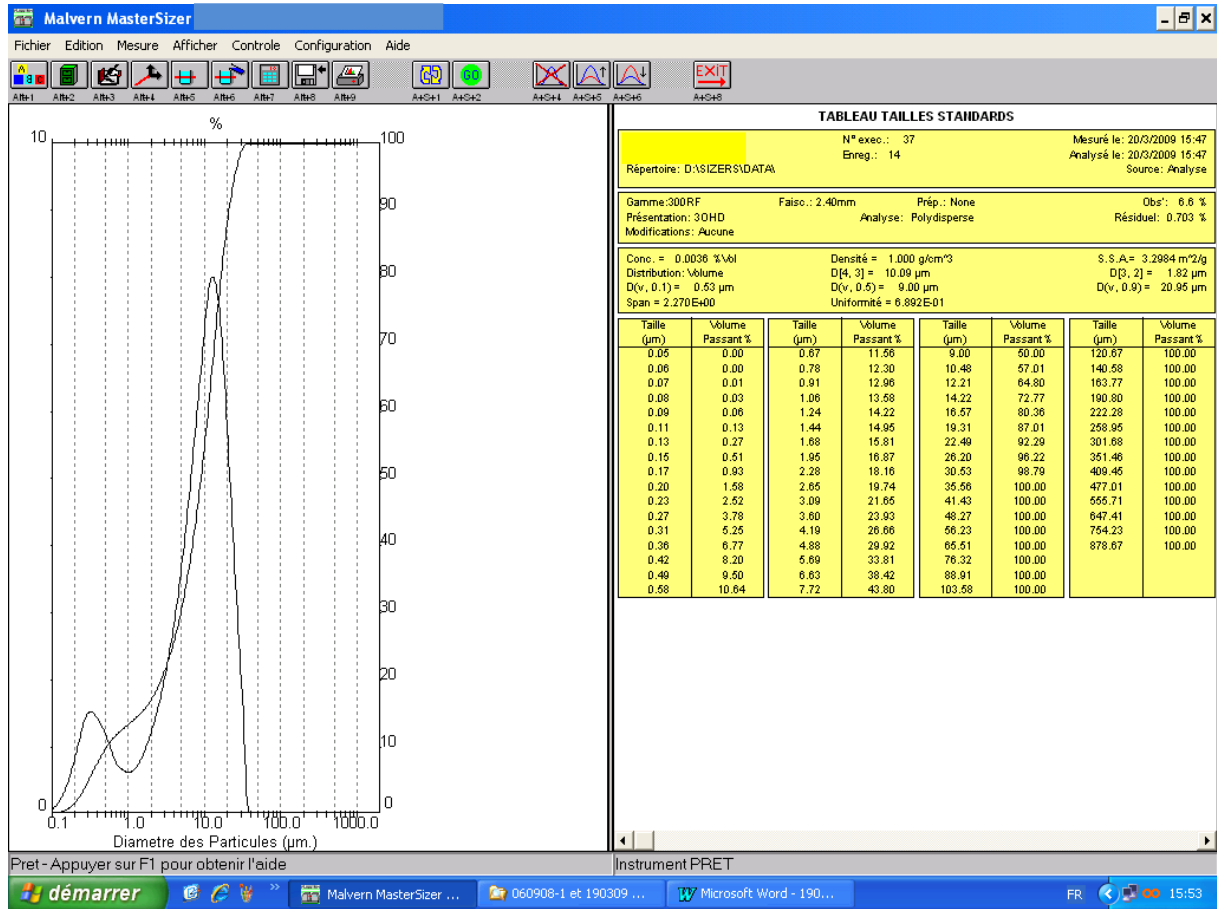 Malvern MasterSizer
Fichier Edition Mesure Afficher Controle Configuration Aide
GO EXIT
Alt+1 Alt+2 Alt+3 Alt+4 Alt+5 Alt+6 Alt+7 Alt+8 Alt+9 A+S+1 A+S+2 A+S+4 A+S+5 A+S+6 A+S+8
%
10 100
90
80
70
60
50
40
30
20
10
0 0
0.1 1.0 10.0 100.0 1000.0
Diametre des Particules (µm.)
TABLEAU TAILLES STANDARDS
N° exec.: 37 Mesuré le: 20/3/2009 15:47
Enreg.: 14 Analysé le: 20/3/2009 15:47
Répertoire: D:\SIZERS\DATA\ Source: Analyse
Gamme:300RF Faisc.: 2.40mm Prép.: None Obs': 6.6 %
Présentation: 3OHD Analyse: Polydisperse Résiduel: 0.703 %
Modifications: Aucune
Conc. = 0.0036 %Vol Densité = 1.000 g/cm^3 S.S.A.= 3.2984 m^2/g
Distribution: Volume D[4, 3] = 10.09 µm D[3, 2] = 1.82 µm
D(v, 0.1) = 0.53 µm D(v, 0.5) = 9.00 µm D(v, 0.9) = 20.95 µm
Span = 2.270E+00 Uniformité = 6.892E-01
Taille Volume Taille Volume Taille Volume Taille Volume
(µm) Passant % (µm) Passant % (µm) Passant % (µm) Passant %
0.05 0.00 0.67 11.56 9.00 50.00 120.67 100.00
0.06 0.00 0.78 12.30 10.48 57.01 140.58 100.00
0.07 0.01 0.91 12.96 12.21 64.80 163.77 100.00
0.08 0.03 1.06 13.58 14.22 72.77 190.80 100.00
0.09 0.06 1.24 14.22 16.57 80.36 222.28 100.00
0.11 0.13 1.44 14.95 19.31 87.01 258.95 100.00
0.13 0.27 1.68 15.81 22.49 92.29 301.68 100.00
0.15 0.51 1.95 16.87 26.20 96.22 351.46 100.00
0.17 0.93 2.28 18.16 30.53 98.79 409.45 100.00
0.20 1.58 2.65 19.74 35.56 100.00 477.01 100.00
0.23 2.52 3.09 21.65 41.43 100.00 555.71 100.00
0.27 3.78 3.60 23.93 48.27 100.00 647.41 100.00
0.31 5.25 4.19 26.66 56.23 100.00 754.23 100.00
0.36 6.77 4.88 29.92 65.51 100.00 878.67 100.00
0.42 8.20 5.69 33.81 76.32 100.00
0.49 9.50 6.63 38.42 88.91 100.00
0.58 10.64 7.72 43.80 103.58 100.00
Pret - Appuyer sur F1 pour obtenir l'aide Instrument PRET
démarrer Malvern MasterSizer ... 060908-1 et 190309 ... Microsoft Word - 190... FR 15:53